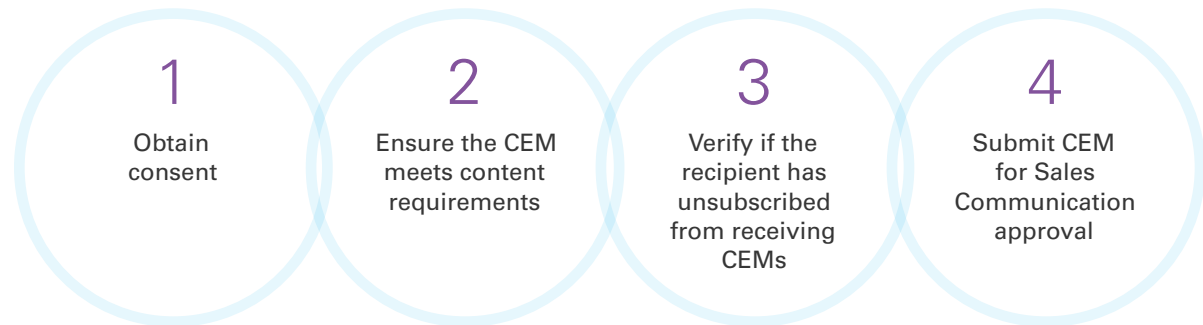 1
Obtain
consent
2
Ensure the CEM
meets content
requirements
3
Verify if the
recipient has
unsubscribed
from receiving
CEMs
4
Submit CEM
for Sales
Communication
approval